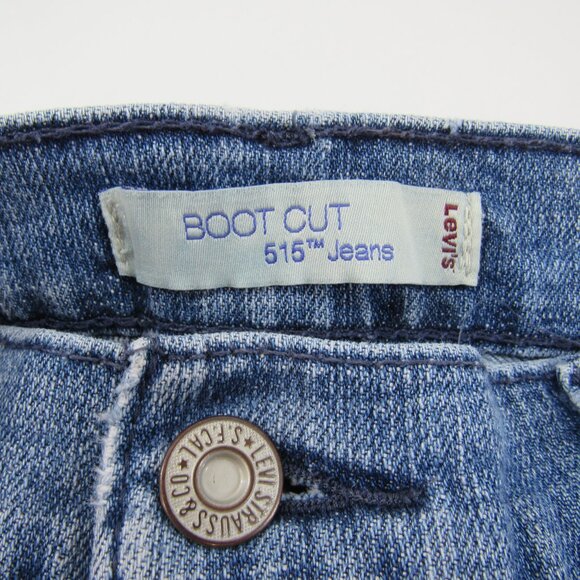 BOOT CUT
515™ Jeans
Levi's
LEVI STRAUSS & CO ★ S.F.CAL ★